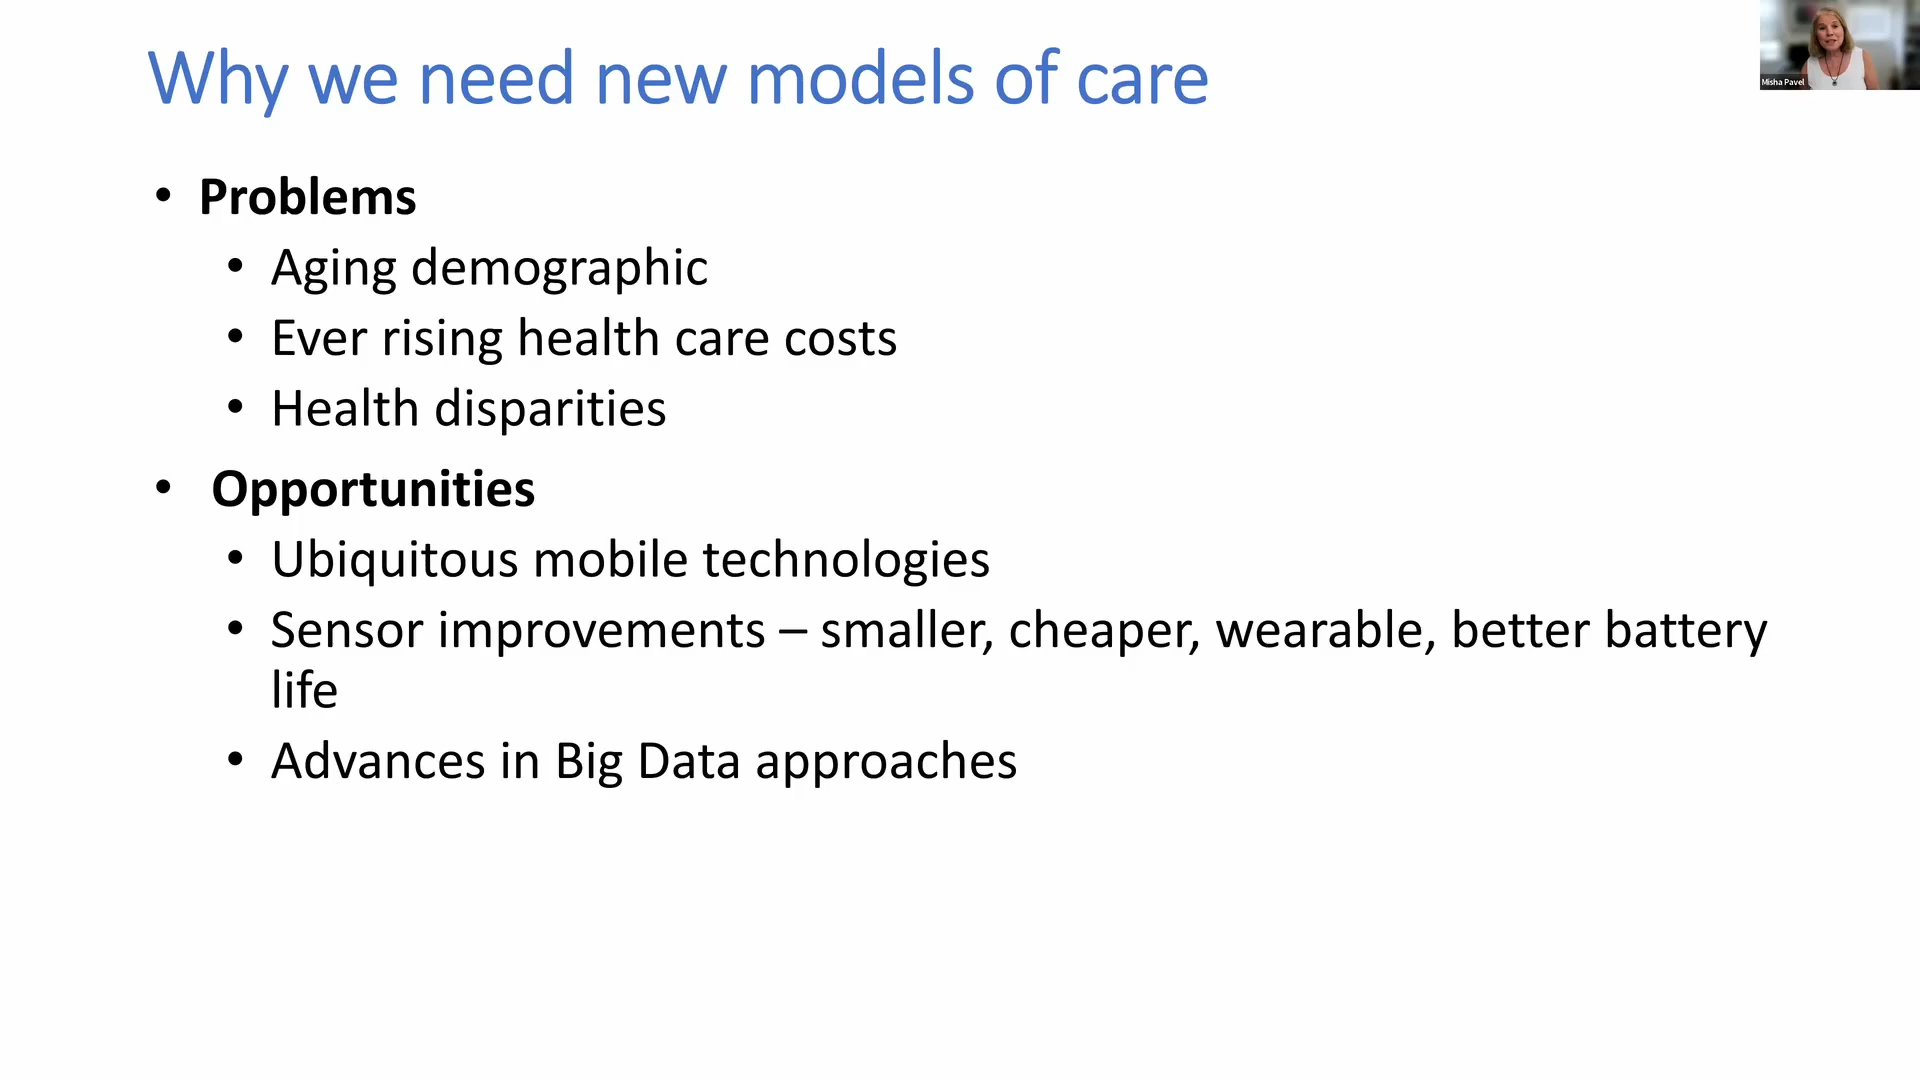 Why we need new models of care
Misha Pavel
• Problems
• Aging demographic
• Ever rising health care costs
• Health disparities
• Opportunities
• Ubiquitous mobile technologies
• Sensor improvements – smaller, cheaper, wearable, better battery
life
• Advances in Big Data approaches